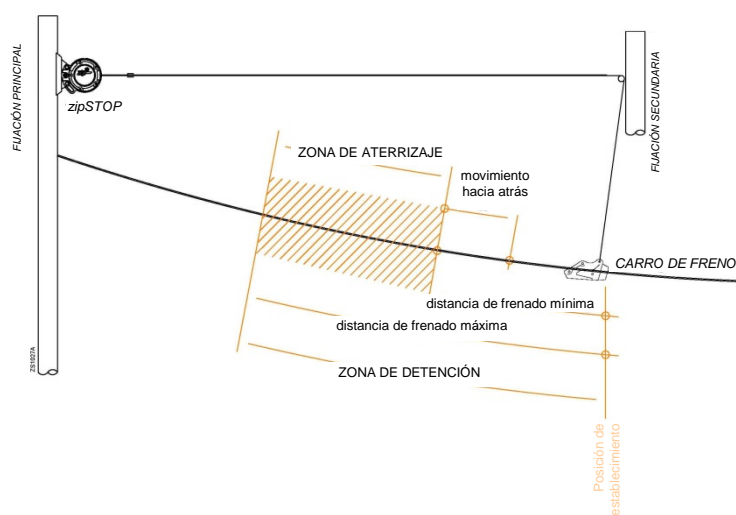 FIJACIÓN PRINCIPAL
zipSTOP
FIJACIÓN SECUNDARIA
ZONA DE ATERRIZAJE
movimiento
hacia atrás
CARRO DE FRENO
distancia de frenado mínima
distancia de frenado máxima
ZONA DE DETENCIÓN
ZS1027A
Posición de
establecimiento